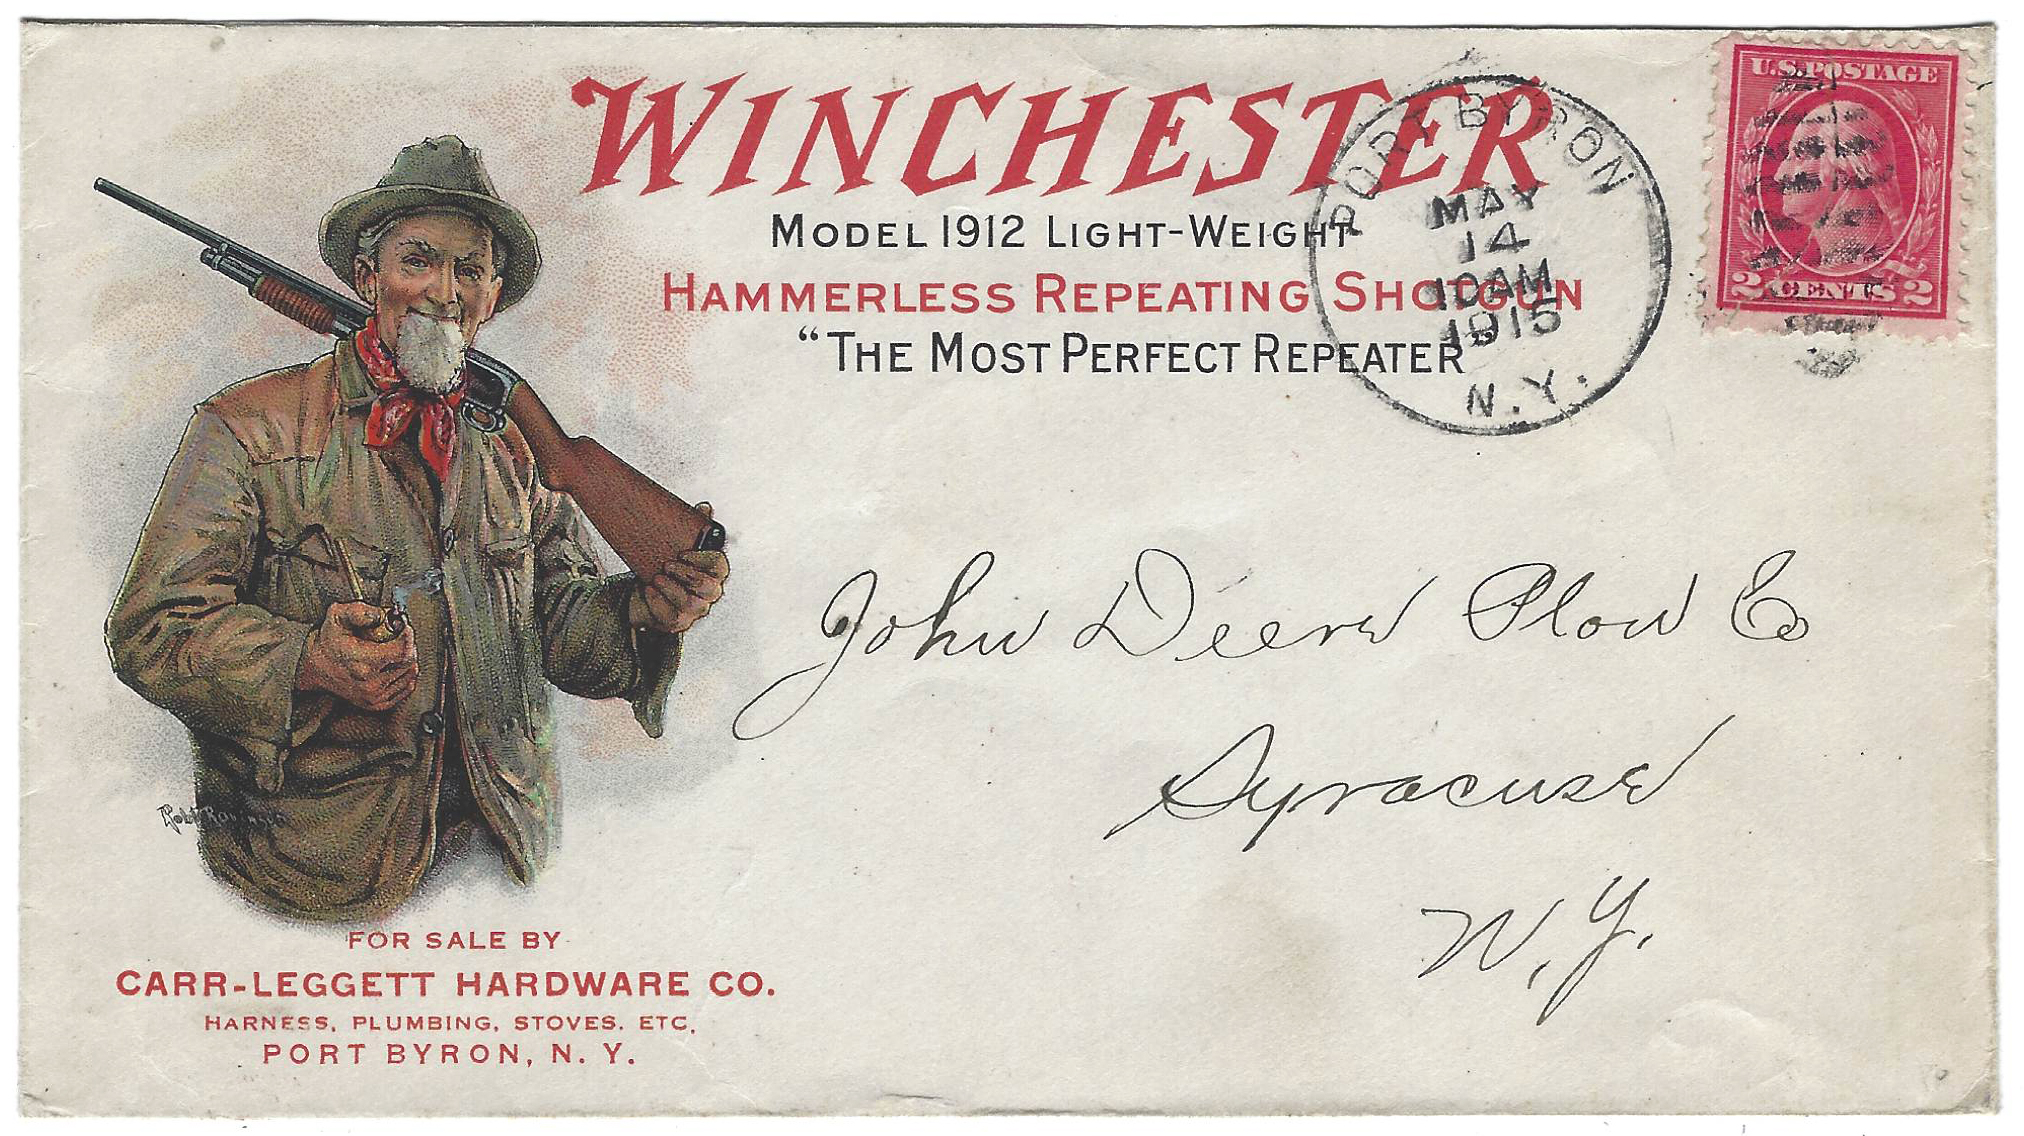 WINCHESTER
MODEL 1912 LIGHT-WEIGHT
HAMMERLESS REPEATING SHOTGUN
"THE MOST PERFECT REPEATER
PORT BYRON
MAY
14
10AM
1915
N.Y.
U.S. POSTAGE
2 CENTS 2
John Deere Plow Co
Syracuse
N.Y.
Robt Robinson
FOR SALE BY
CARR-LEGGETT HARDWARE CO.
HARNESS, PLUMBING, STOVES. ETC.
PORT BYRON, N. Y.